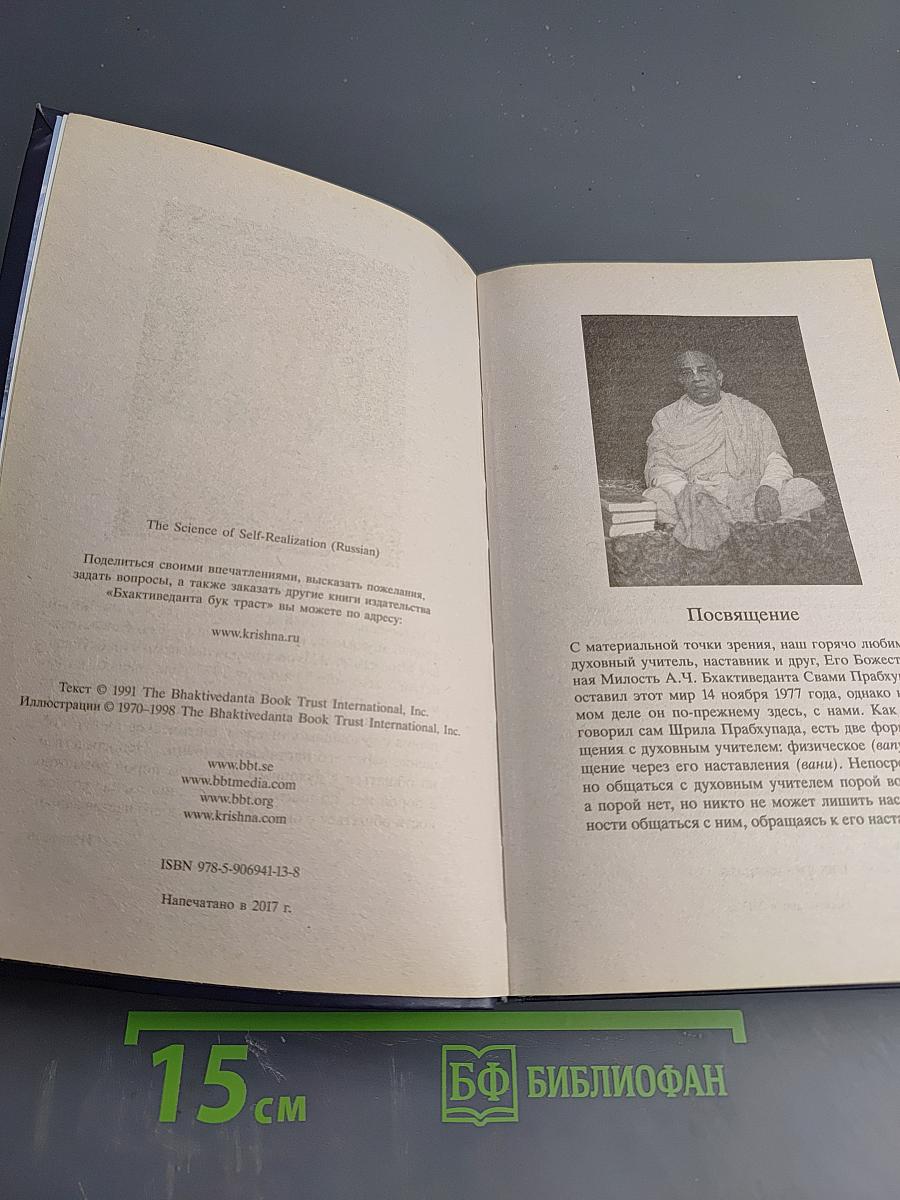 The Science of Self-Realization (Russian)
Поделиться своими впечатлениями, высказать пожелания,
задать вопросы, а также заказать другие книги издательства
«Бхактиведанта бук траст» вы можете по адресу:
www.krishna.ru
Текст © 1991 The Bhaktivedanta Book Trust International, Inc.
Иллюстрации © 1970–1998 The Bhaktivedanta Book Trust International, Inc.
www.bbt.se
www.bbtmedia.com
www.bbt.org
www.krishna.com
ISBN 978-5-906941-13-8
Напечатано в 2017 г.
Посвящение
С материальной точки зрения, наш горячо любим
духовный учитель, наставник и друг, Его Божест
ная Милость А.Ч. Бхактиведанта Свами Прабху
оставил этот мир 14 ноября 1977 года, однако
мом деле он по-прежнему здесь, с нами. Как
говорил сам Шрила Прабхупада, есть две фор
щения с духовным учителем: физическое (вапу
щение через его наставления (вани). Непоср
но общаться с духовным учителем порой во
а порой нет, но никто не может лишить нас
ности общаться с ним, обращаясь к его наста
15 см
БФ БИБЛИОФАН